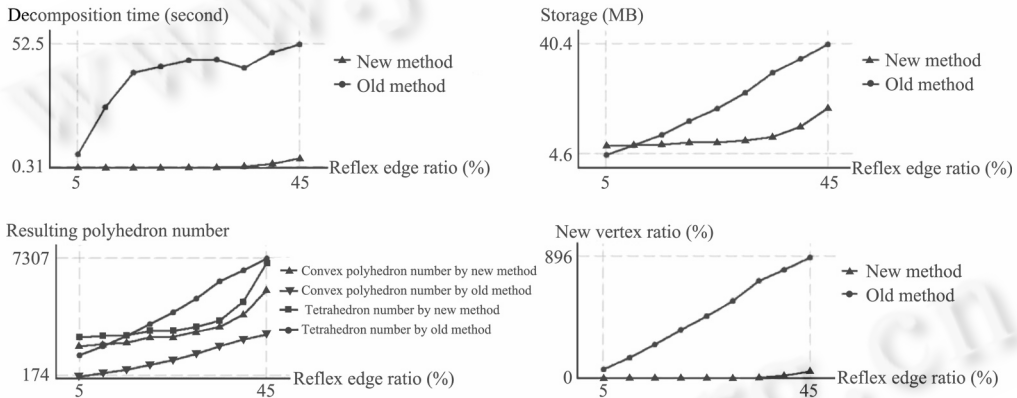 Decomposition time (second)
52.5
New method
Old method
0.31
Reflex edge ratio (%)
5
45
Storage (MB)
40.4
New method
Old method
4.6
Reflex edge ratio (%)
5
45
Resulting polyhedron number
7307
Convex polyhedron number by new method
Convex polyhedron number by old method
Tetrahedron number by new method
Tetrahedron number by old method
174
Reflex edge ratio (%)
5
45
New vertex ratio (%)
896
New method
Old method
0
Reflex edge ratio (%)
5
45